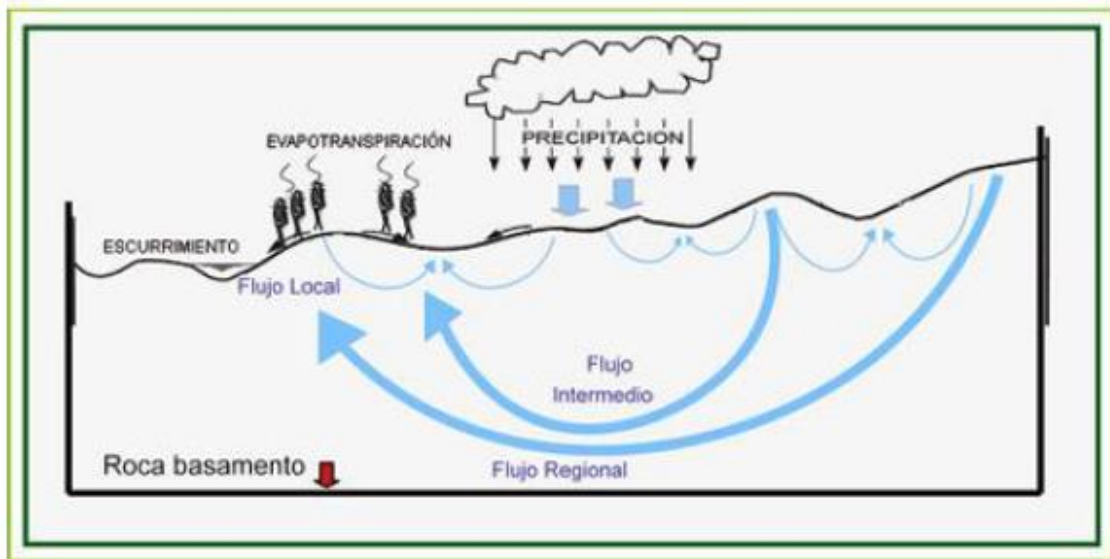 PRECIPITACION
EVAPOTRANSPIRACIÓN
ESCURRIMIENTO
Flujo Local
Flujo
Intermedio
Flujo Regional
Roca basamento